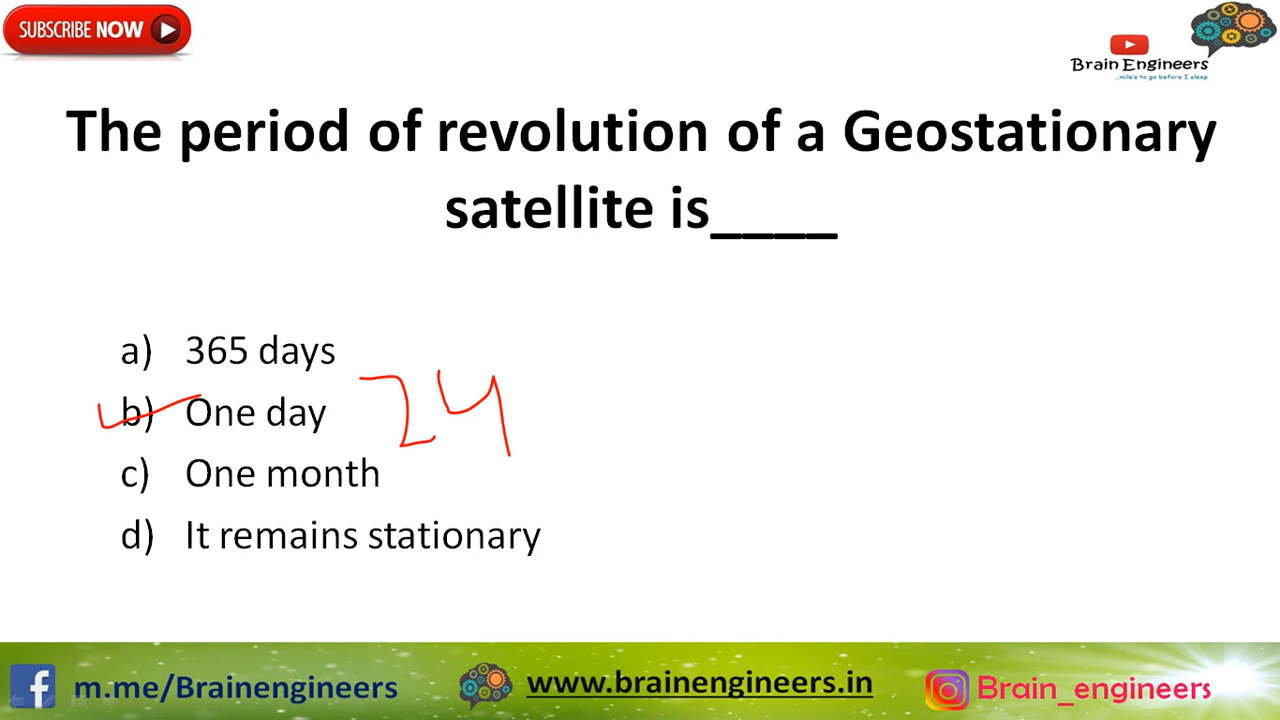 SUBSCRIBE NOW
Brain Engineers
...mile's to go before I sleep
The period of revolution of a Geostationary
satellite is____
a) 365 days
b) One day 24
c) One month
d) It remains stationary
m.me/Brainengineers
www.brainengineers.in
Brain_engineers